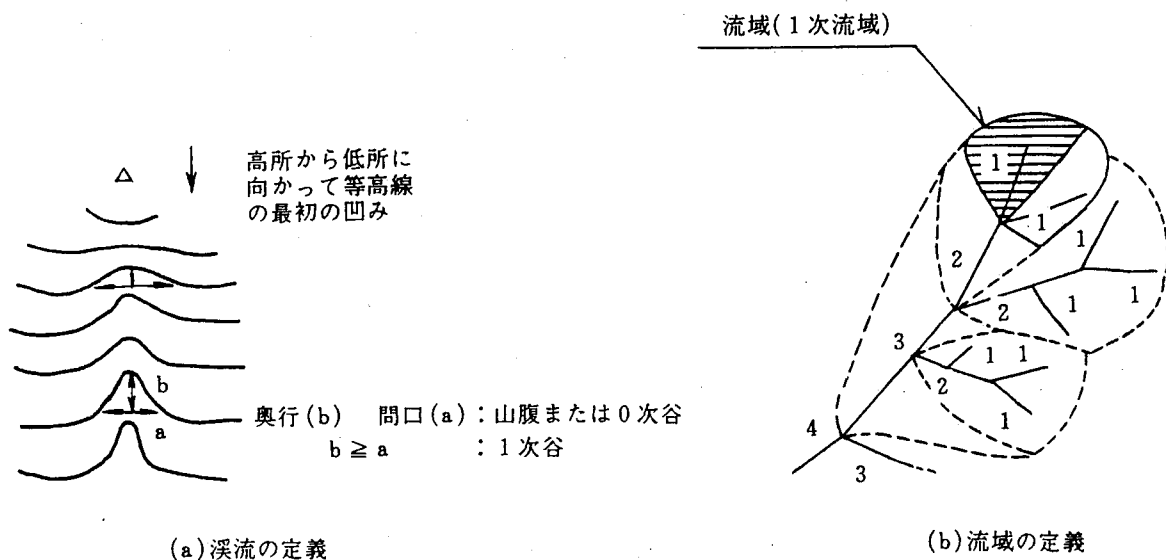 流域(1次流域)
高所から低所に
向かって等高線
の最初の凹み
b
a
奥行(b) 間口(a):山腹または0次谷
b≧a :1次谷
(a)渓流の定義
1
1
1
2
1
1
2
3
1
1
2
1
4
3
(b)流域の定義